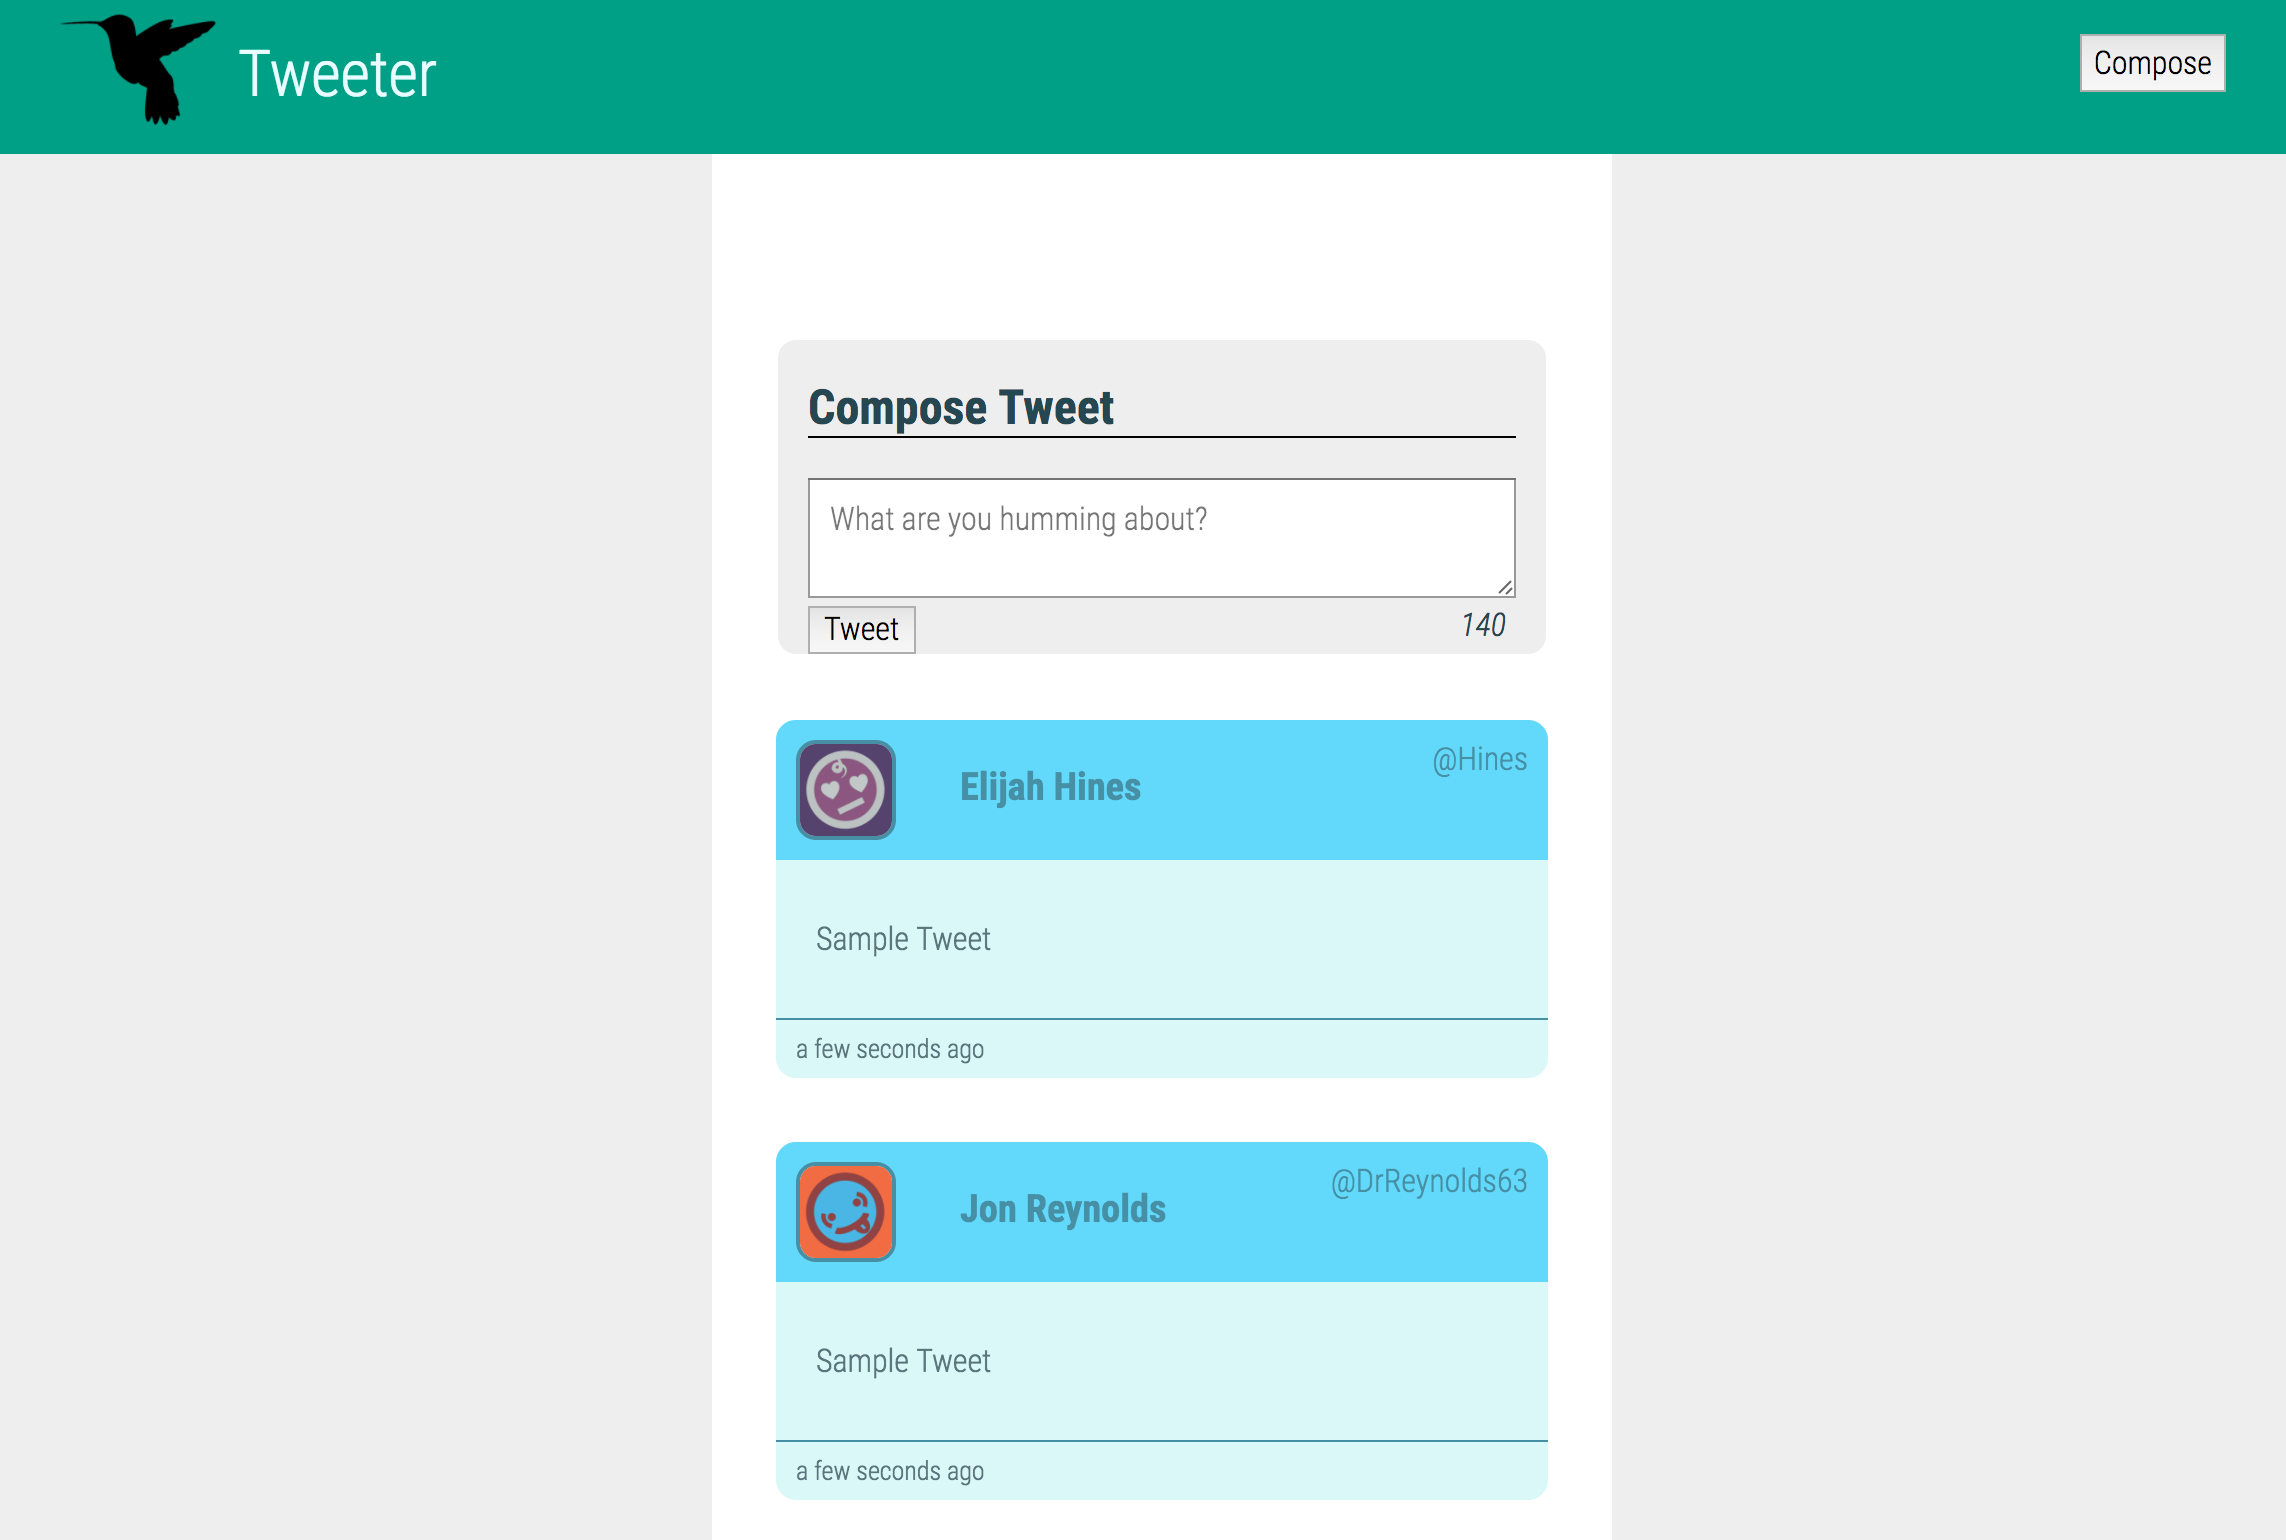 Tweeter
Compose
Compose Tweet
What are you humming about?
Tweet
140
Elijah Hines
@Hines
Sample Tweet
a few seconds ago
Jon Reynolds
@DrReynolds63
Sample Tweet
a few seconds ago